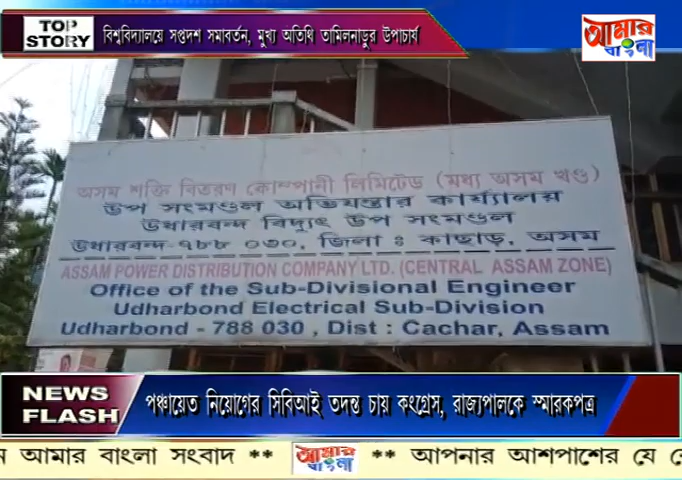 TOP STORY
বিশ্ববিদ্যালয়ে সপ্তদশ সমাবর্তন, মুখ্য অতিথি তামিলনাড়ুর উপাচার্য
আমার বাংলা
অসম শক্তি বিতৰণ কোম্পানী লিমিটেড (মধ্য অসম খণ্ড)
উপ সংমণ্ডল অভিযন্তাৰ কাৰ্য্যালয়
উধাৰবন্দ বিদ্যুৎ উপ সংমণ্ডল
উধাৰবন্দ-৭৮৮ ০৩০, জিলা : কাছাড়, অসম
ASSAM POWER DISTRIBUTION COMPANY LTD. (CENTRAL ASSAM ZONE)
Office of the Sub-Divisional Engineer
Udharbond Electrical Sub-Division
Udharbond - 788 030 , Dist : Cachar, Assam
NEWS FLASH
পঞ্চায়েত নিয়োগের সিবিআই তদন্ত চায় কংগ্রেস, রাজ্যপালকে স্মারকপত্র
ন আমার বাংলা সংবাদ ** আমার বাংলা ** আপনার আশপাশের যে